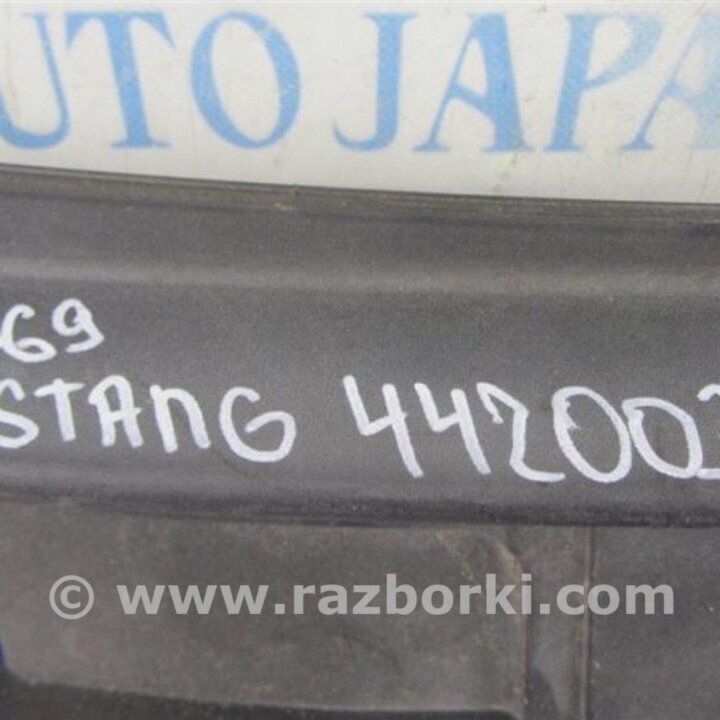 UTO JAPA
69
STANG 442002
© www.razborki.com